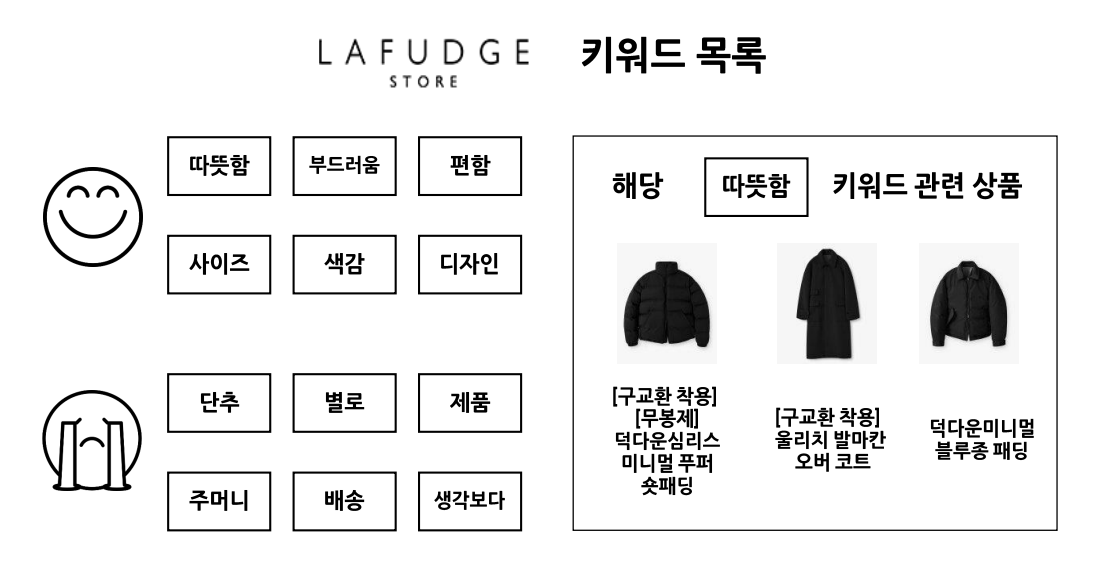 LAFUDGE
STORE
키워드 목록
따뜻함 부드러움 편함
사이즈 색감 디자인
단추 별로 제품
주머니 배송 생각보다
해당 따뜻함 키워드 관련 상품
[구교환 착용]
[무봉제]
덕다운심리스
미니멀 푸퍼
숏패딩
[구교환 착용]
울리치 발마칸
오버 코트
덕다운미니멀
블루종 패딩